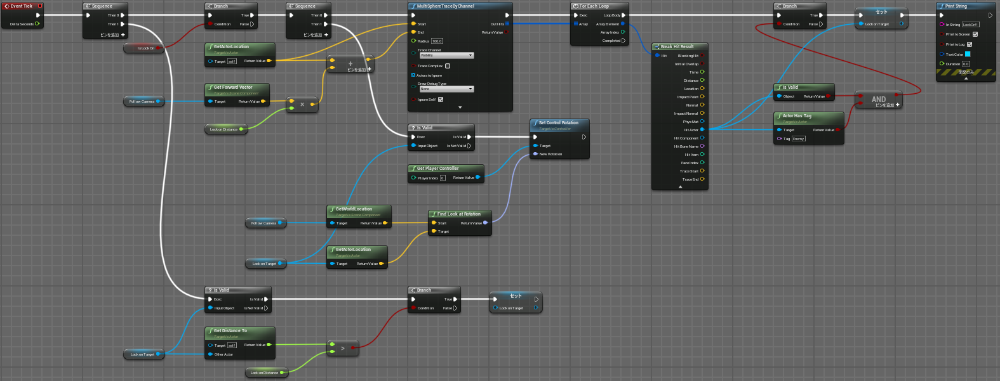 Event Tick
Delta Seconds
Sequence
Then 0
Then 1
ピンを追加
Is Lock On
Branch
Condition
True
False
Sequence
Then 0
Then 1
ピンを追加
GetActorLocation
Target is Actor
Target
self
Return Value
Follow Camera
Get Forward Vector
Target is Scene Component
Target
Return Value
Lock on Distance
×
+
ピンを追加
MultiSphereTraceByChannel
Start
End
Radius
100.0
Trace Channel
Visibility
Trace Complex
Actors to Ignore
Draw Debug Type
None
Ignore Self
Out Hits
Return Value
For Each Loop
Exec
Array
Loop Body
Array Element
Array Index
Completed
Break Hit Result
Hit
Blocking Hit
Initial Overlap
Time
Distance
Location
Impact Point
Normal
Impact Normal
Phys Mat
Hit Actor
Hit Component
Hit Bone Name
Hit Item
Face Index
Trace Start
Trace End
Branch
Condition
True
False
セット
Lock on Target
Print String
In String
LockOn!
Print to Screen
Print to Log
Text Color
Duration
0.0
開発のみ
Is Valid
Object
Return Value
Actor Has Tag
Target is Actor
Target
Tag
Enemy
Return Value
AND
ピンを追加
Is Valid
Exec
Input Object
Is Valid
Is Not Valid
Set Control Rotation
Target is Controller
Target
New Rotation
Get Player Controller
Player Index
0
Return Value
Follow Camera
GetWorldLocation
Target is Scene Component
Target
Return Value
Find Look at Rotation
Start
Target
Return Value
Lock on Target
GetActorLocation
Target is Actor
Target
Return Value
Is Valid
Exec
Input Object
Is Valid
Is Not Valid
Branch
Condition
True
False
セット
Lock on Target
Lock on Target
Get Distance To
Target is Actor
Target
self
Other Actor
Return Value
>
Lock on Distance